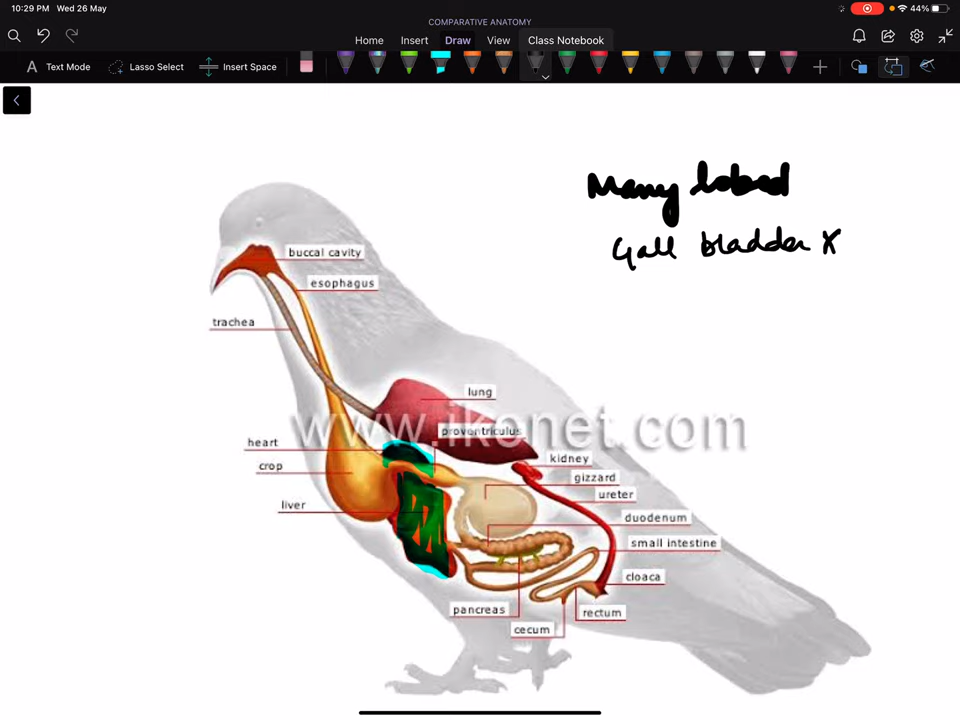 10:29 PM Wed 26 May
44%
COMPARATIVE ANATOMY
Home Insert Draw View Class Notebook
A Text Mode Lasso Select Insert Space
Many lobed
Gall bladder X
buccal cavity
esophagus
trachea
lung
www.ikonet.com
proventriculus
heart
kidney
crop
gizzard
ureter
liver
duodenum
small intestine
cloaca
pancreas
rectum
cecum